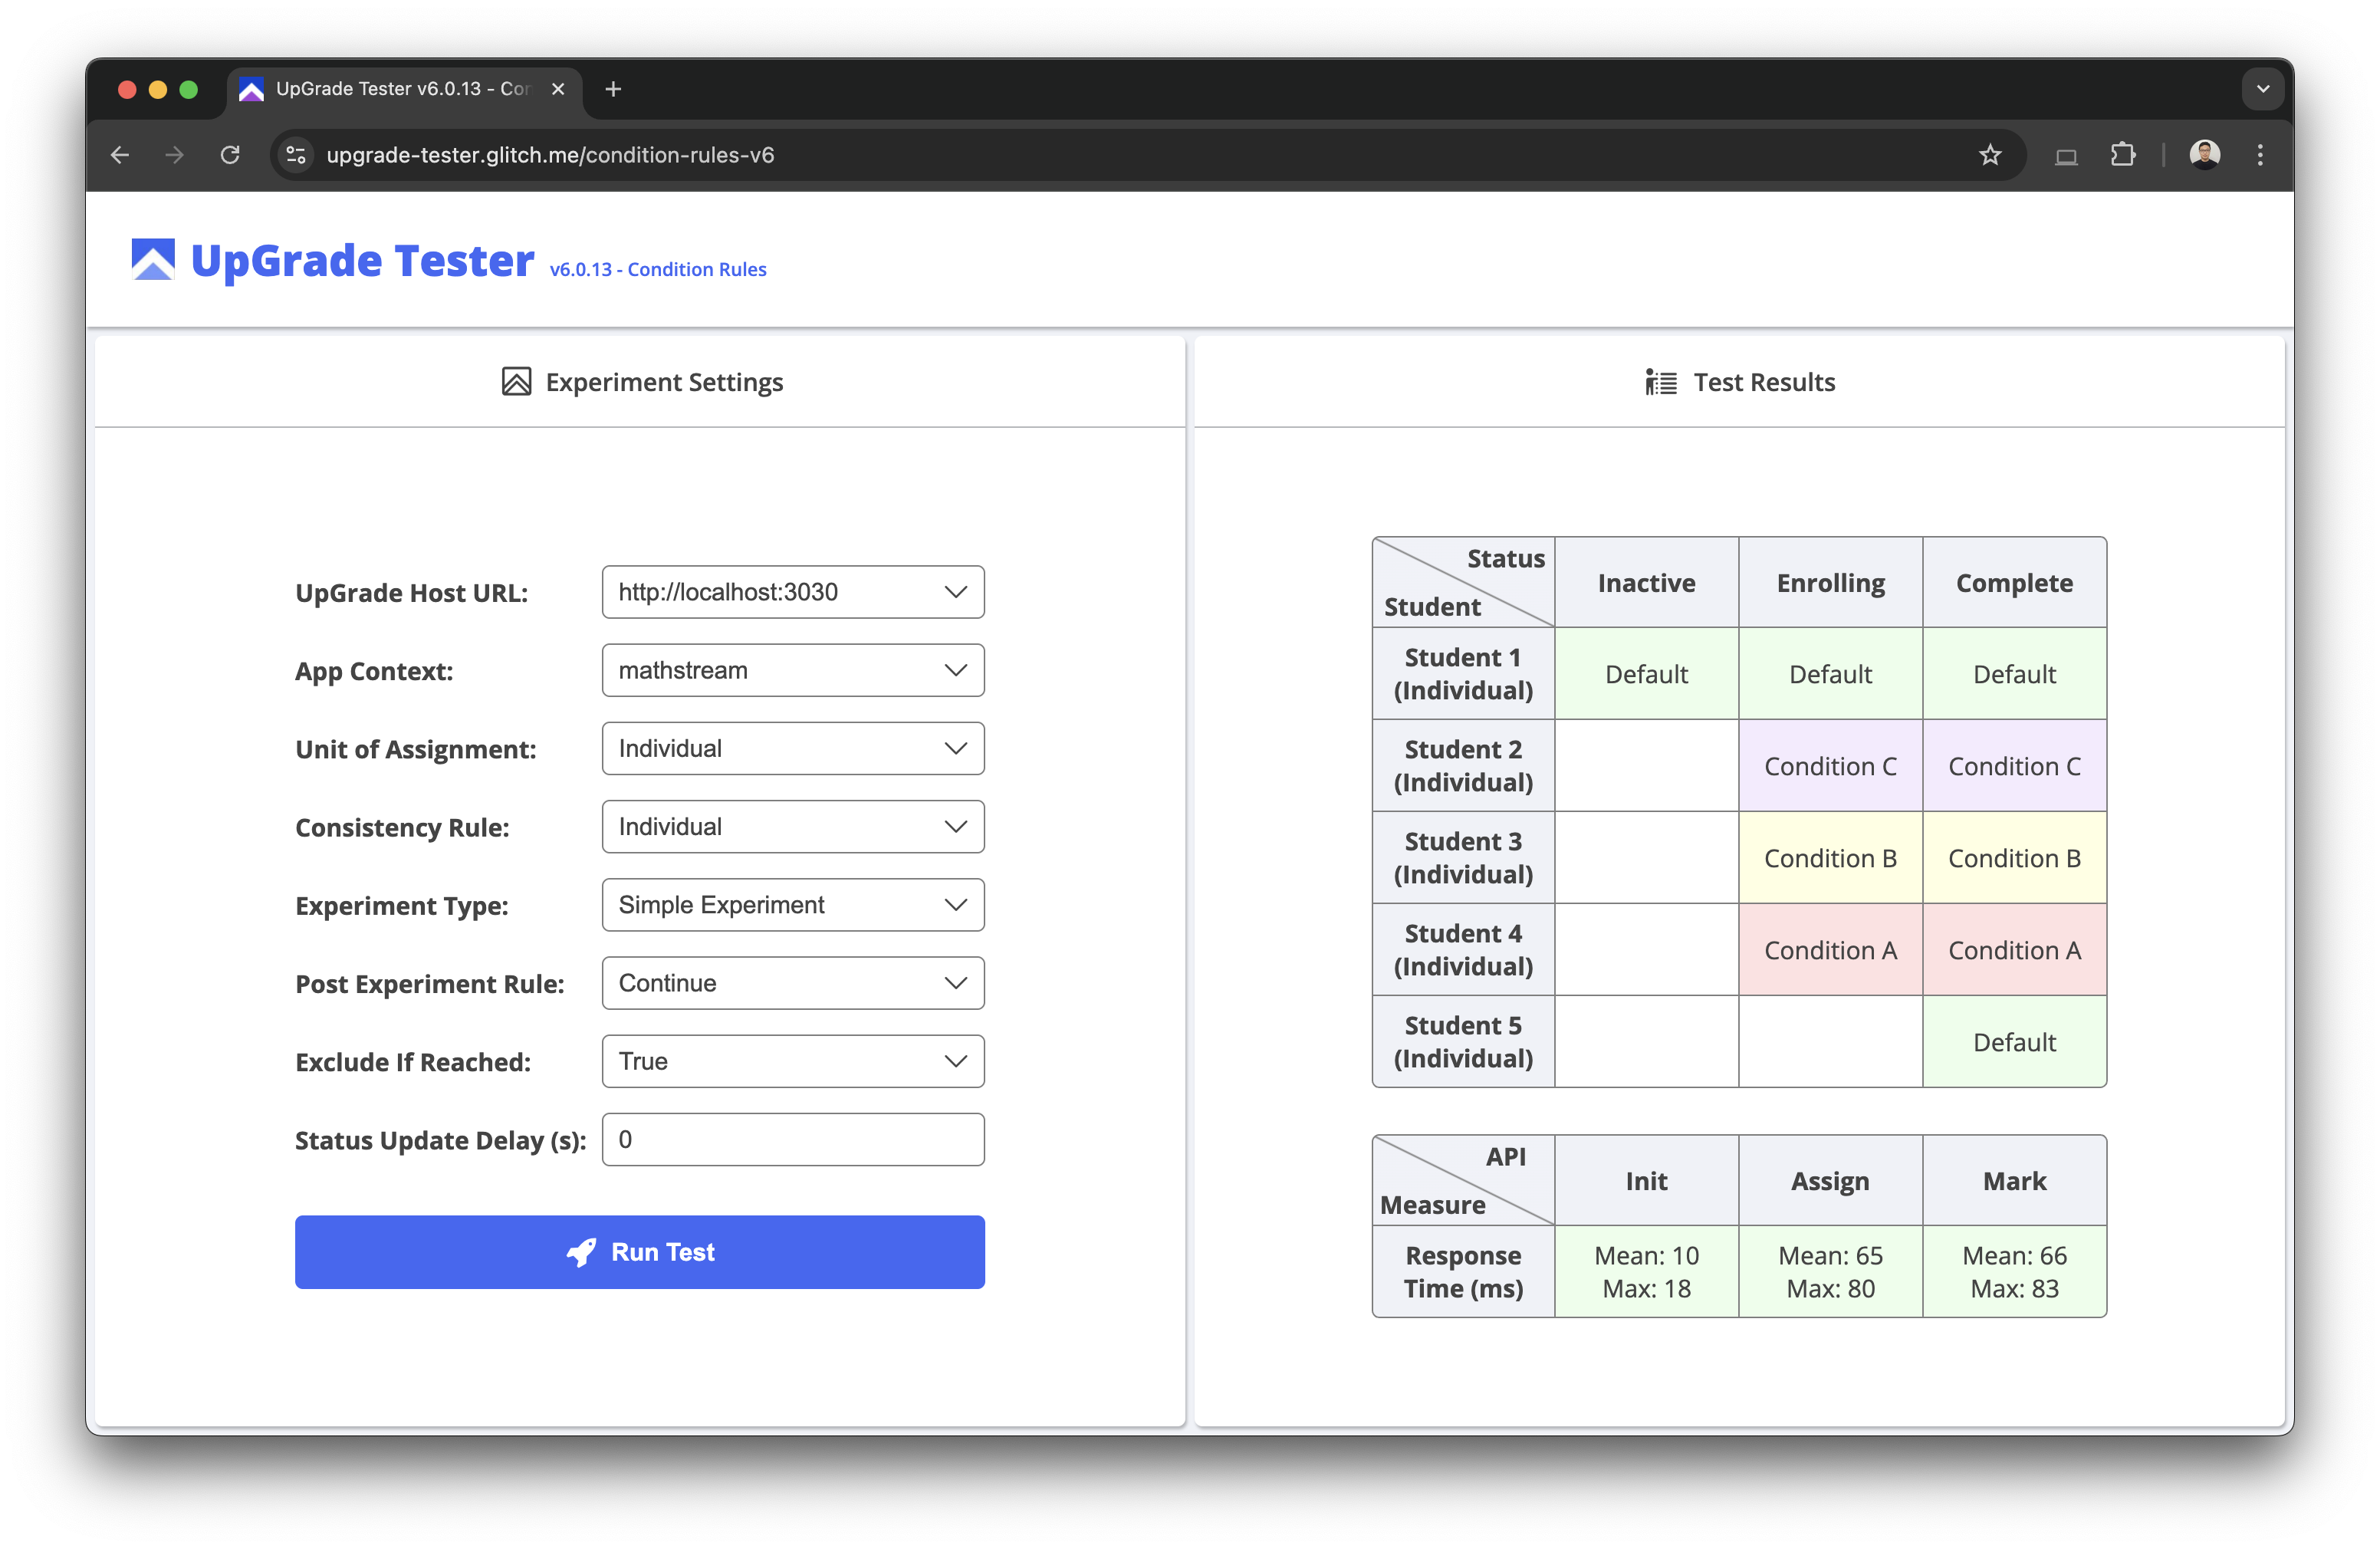 UpGrade Tester v6.0.13 - Con
upgrade-tester.glitch.me/condition-rules-v6
UpGrade Tester v6.0.13 - Condition Rules
Experiment Settings
UpGrade Host URL: http://localhost:3030
App Context: mathstream
Unit of Assignment: Individual
Consistency Rule: Individual
Experiment Type: Simple Experiment
Post Experiment Rule: Continue
Exclude If Reached: True
Status Update Delay (s): 0
Run Test
Test Results
Status
Student
Inactive Enrolling Complete
Student 1
(Individual)
Default Default Default
Student 2
(Individual)
Condition C Condition C
Student 3
(Individual)
Condition B Condition B
Student 4
(Individual)
Condition A Condition A
Student 5
(Individual)
Default
API
Measure
Init Assign Mark
Response
Time (ms)
Mean: 10
Max: 18
Mean: 65
Max: 80
Mean: 66
Max: 83